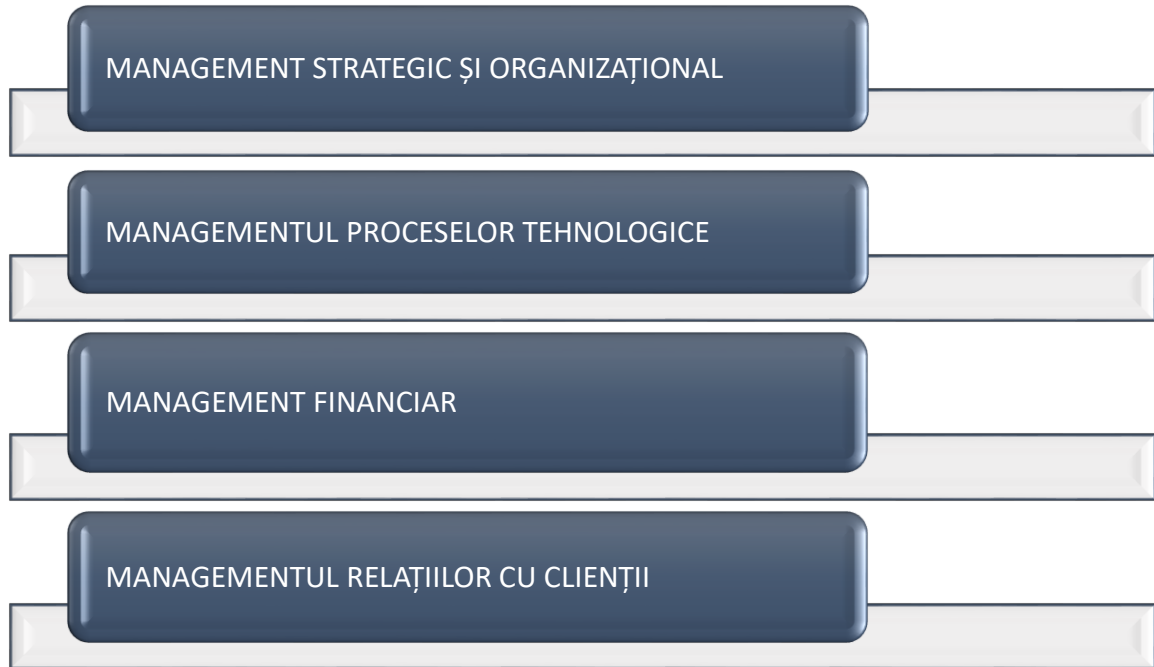 MANAGEMENT STRATEGIC ȘI ORGANIZAȚIONAL
MANAGEMENTUL PROCESELOR TEHNOLOGICE
MANAGEMENT FINANCIAR
MANAGEMENTUL RELAȚIILOR CU CLIENȚII